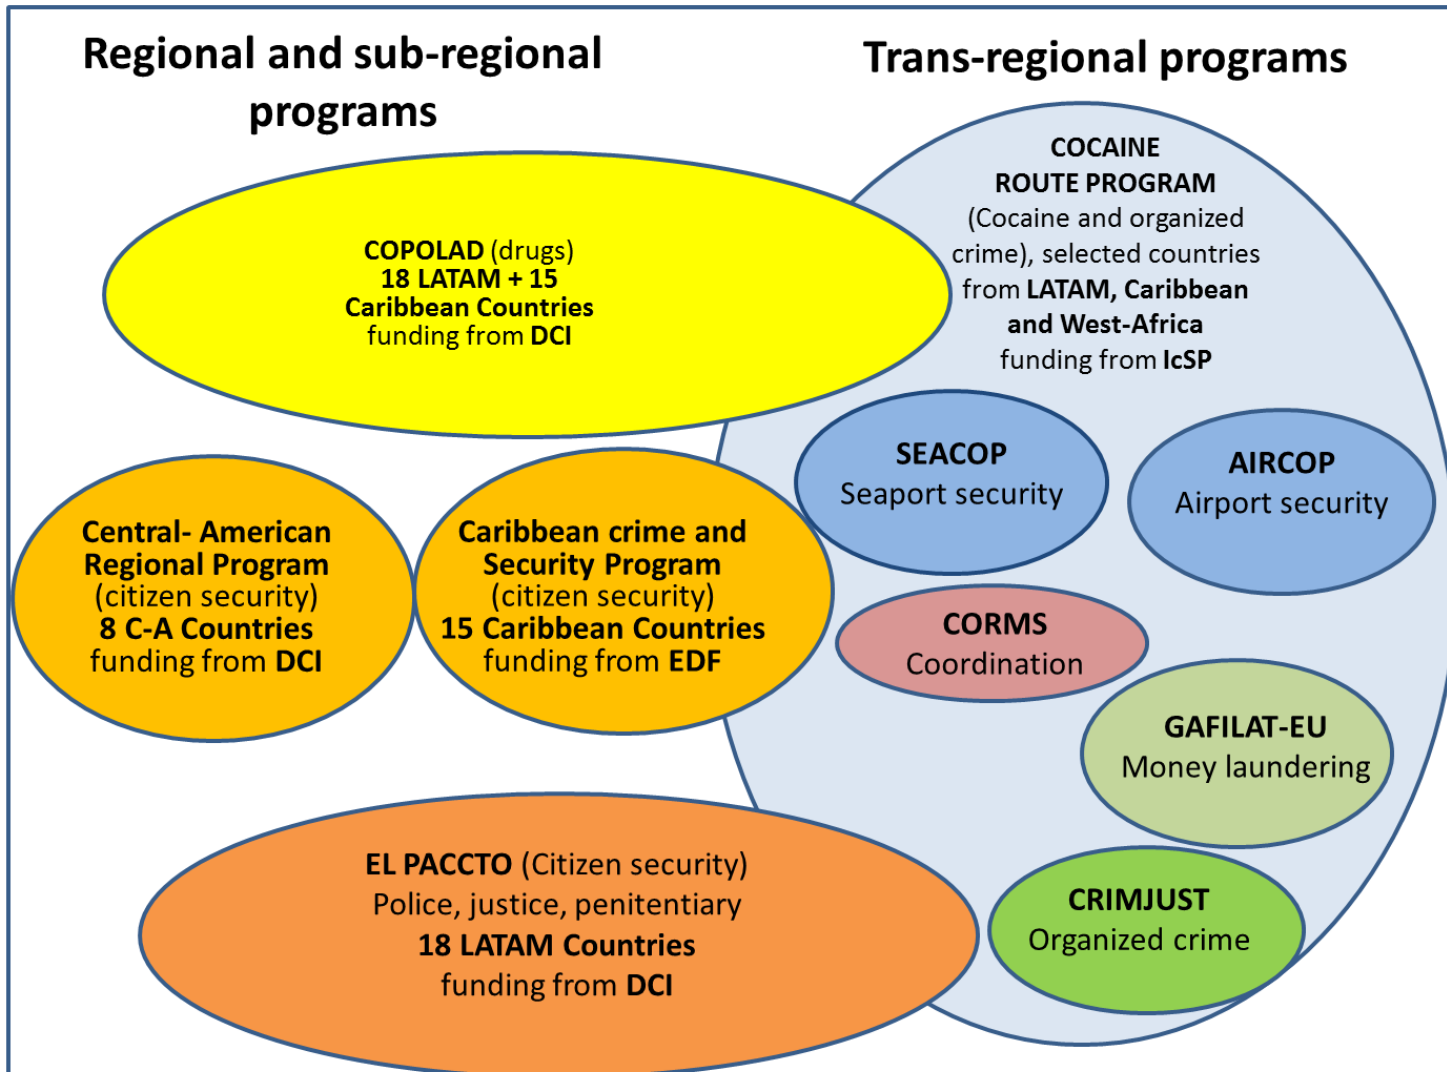 Regional and sub-regional
programs
Trans-regional programs
COPOLAD (drugs)
18 LATAM + 15
Caribbean Countries
funding from DCI
COCAINE
ROUTE PROGRAM
(Cocaine and organized
crime), selected countries
from LATAM, Caribbean
and West-Africa
funding from IcSP
SEACOP
Seaport security
AIRCOP
Airport security
Central- American
Regional Program
(citizen security)
8 C-A Countries
funding from DCI
Caribbean crime and
Security Program
(citizen security)
15 Caribbean Countries
funding from EDF
CORMS
Coordination
GAFILAT-EU
Money laundering
EL PACCTO (Citizen security)
Police, justice, penitentiary
18 LATAM Countries
funding from DCI
CRIMJUST
Organized crime